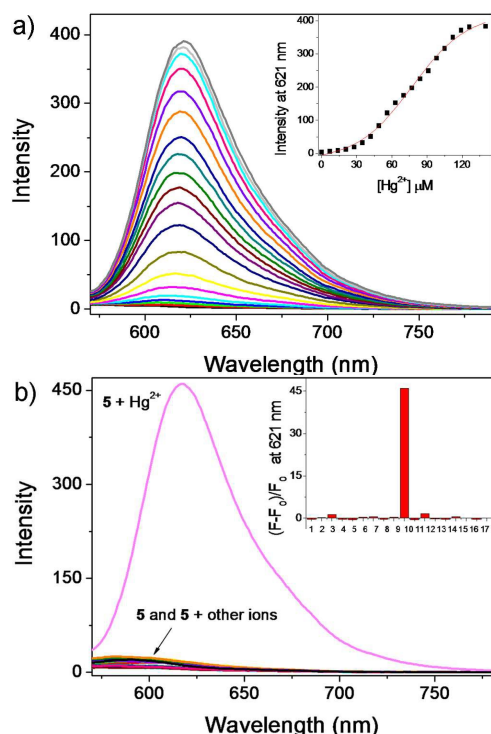 a)
400
300
200
100
0
Intensity
600
650
700
750
Wavelength (nm)
Intensity at 621 nm
400
300
200
100
0
0
30
60
90
120
[Hg²⁺] μM
b)
450
300
150
0
Intensity
600
650
700
750
Wavelength (nm)
5 + Hg²⁺
5 and 5 + other ions
(F-F₀)/F₀ at 621 nm
45
30
15
0
1 2 3 4 5 6 7 8 9 10 11 12 13 14 15 16 17